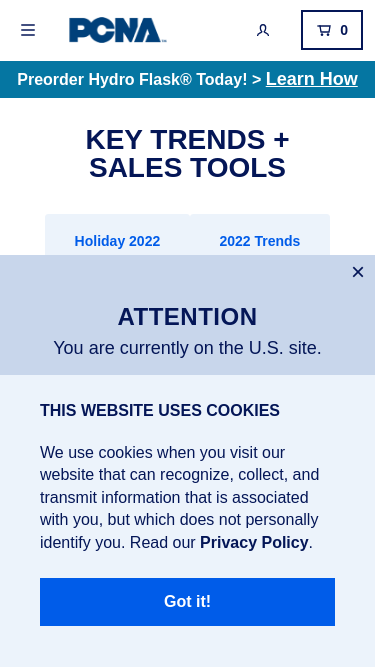 PCNA
0
Preorder Hydro Flask® Today! > Learn How
KEY TRENDS +
SALES TOOLS
Holiday 2022
2022 Trends
×
ATTENTION
You are currently on the U.S. site.
THIS WEBSITE USES COOKIES
We use cookies when you visit our
website that can recognize, collect, and
transmit information that is associated
with you, but which does not personally
identify you. Read our Privacy Policy.
Got it!